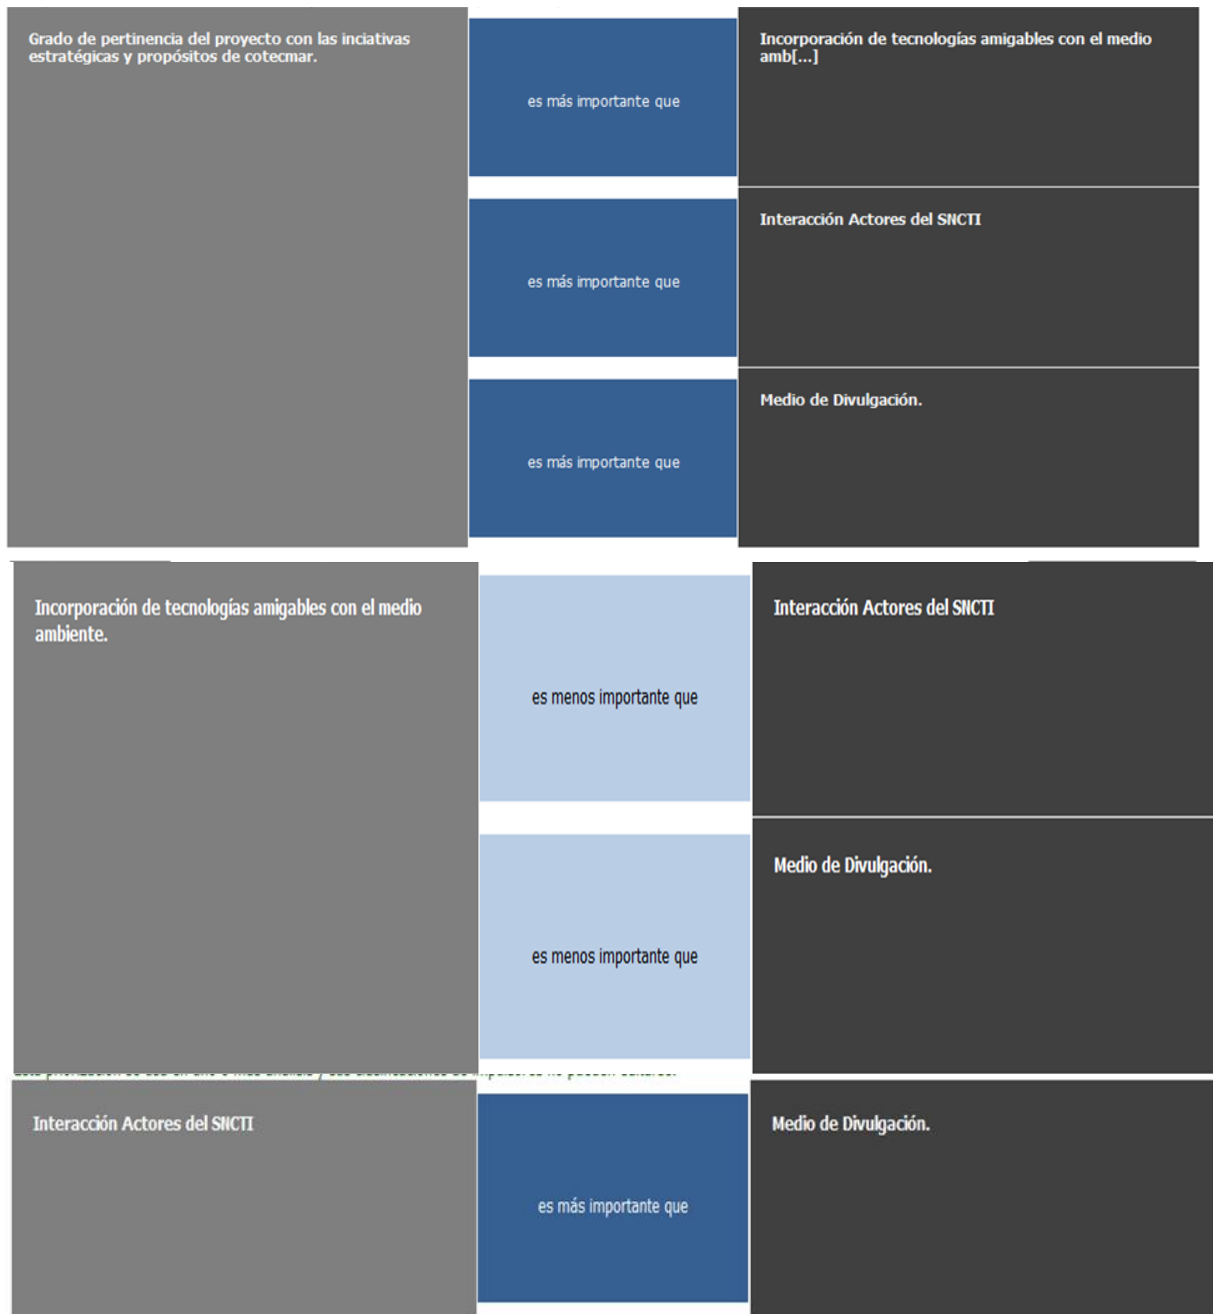 Grado de pertinencia del proyecto con las inciativas
estratégicas y propósitos de cotecmar.
es más importante que
Incorporación de tecnologías amigables con el medio
amb[...]
es más importante que
Interacción Actores del SNCTI
es más importante que
Medio de Divulgación.
Incorporación de tecnologías amigables con el medio
ambiente.
es menos importante que
Interacción Actores del SNCTI
es menos importante que
Medio de Divulgación.
Interacción Actores del SNCTI
es más importante que
Medio de Divulgación.